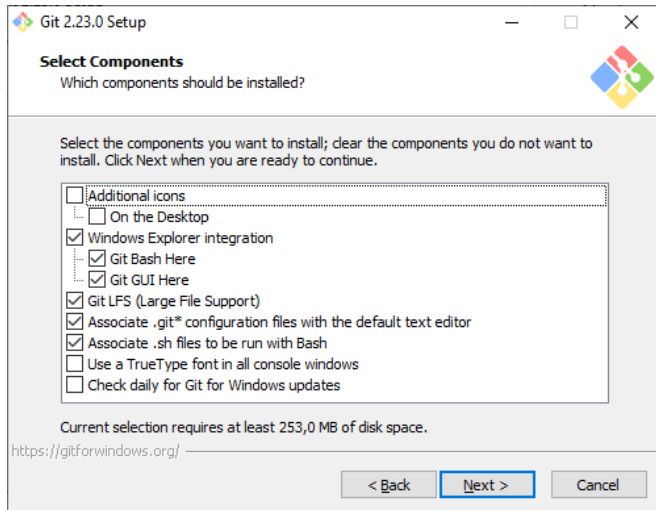 Git 2.23.0 Setup
Select Components
Which components should be installed?
Select the components you want to install; clear the components you do not want to
install. Click Next when you are ready to continue.
Additional icons
On the Desktop
Windows Explorer integration
Git Bash Here
Git GUI Here
Git LFS (Large File Support)
Associate .git* configuration files with the default text editor
Associate .sh files to be run with Bash
Use a TrueType font in all console windows
Check daily for Git for Windows updates
Current selection requires at least 253,0 MB of disk space.
https://gitforwindows.org/
< Back
Next >
Cancel